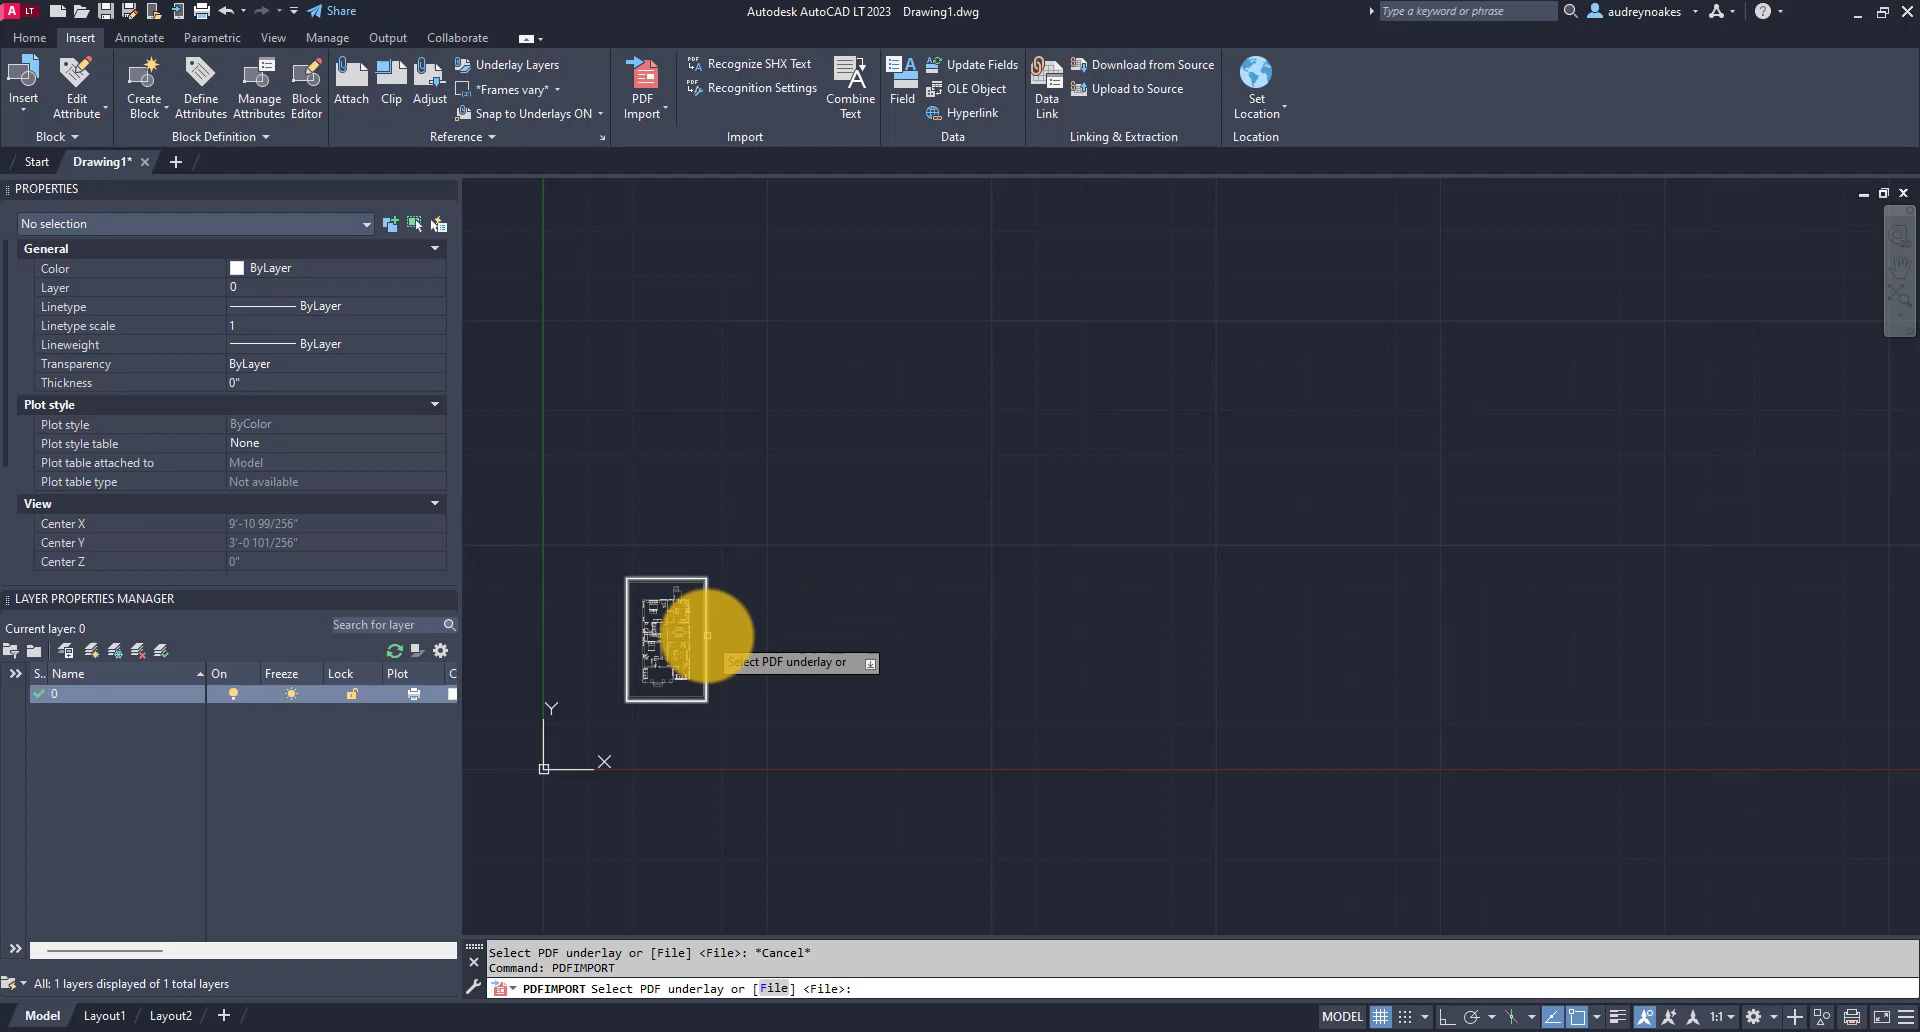 A LT
Share
Autodesk AutoCAD LT 2023 Drawing1.dwg
Type a keyword or phrase
audreynoakes
Home Insert Annotate Parametric View Manage Output Collaborate
Insert
Edit Attribute
Create Block
Define Attributes
Manage Attributes
Block Editor
Attach
Clip
Adjust
Underlay Layers
*Frames vary*
Snap to Underlays ON
PDF Import
PDF Recognize SHX Text
PDF Recognition Settings
Combine Text
Field
Update Fields
OLE Object
Hyperlink
Data Link
Download from Source
Upload to Source
Set Location
Block
Block Definition
Reference
Import
Data
Linking & Extraction
Location
Start
Drawing1*
PROPERTIES
No selection
General
Color ByLayer
Layer 0
Linetype ByLayer
Linetype scale 1
Lineweight ByLayer
Transparency ByLayer
Thickness 0"
Plot style
Plot style ByColor
Plot style table None
Plot table attached to Model
Plot table type Not available
View
Center X 9'-10 99/256"
Center Y 3'-0 101/256"
Center Z 0"
LAYER PROPERTIES MANAGER
Current layer: 0
Search for layer
S.. Name On Freeze Lock Plot C
0
All: 1 layers displayed of 1 total layers
Select PDF underlay or
Y
X
Select PDF underlay or [File] <File>: *Cancel*
Command: PDFIMPORT
PDFIMPORT Select PDF underlay or [File] <File>:
Model Layout1 Layout2
MODEL
1:1